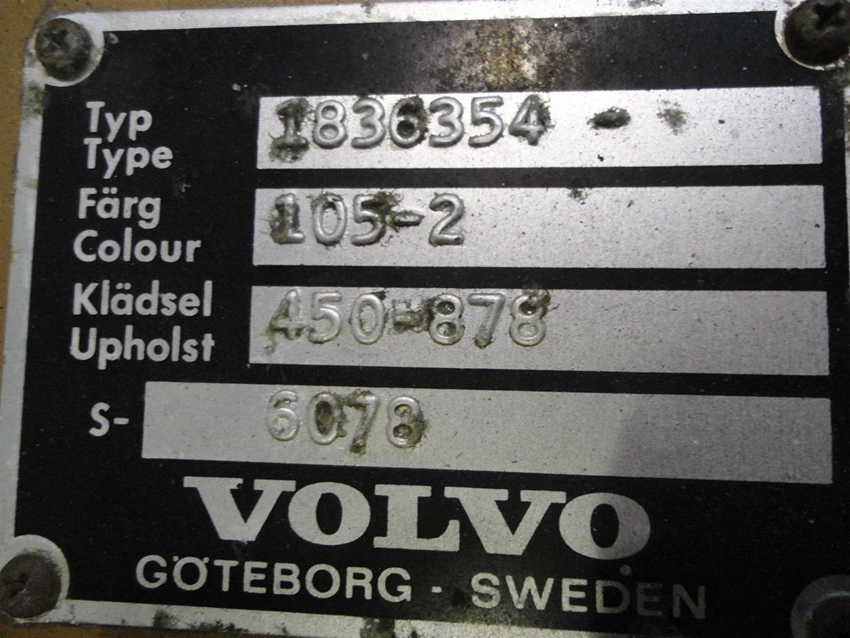 Typ 1836354 -
Type
Färg 105-2
Colour
Klädsel 450-878
Upholst
S- 6078
VOLVO
GÖTEBORG - SWEDEN